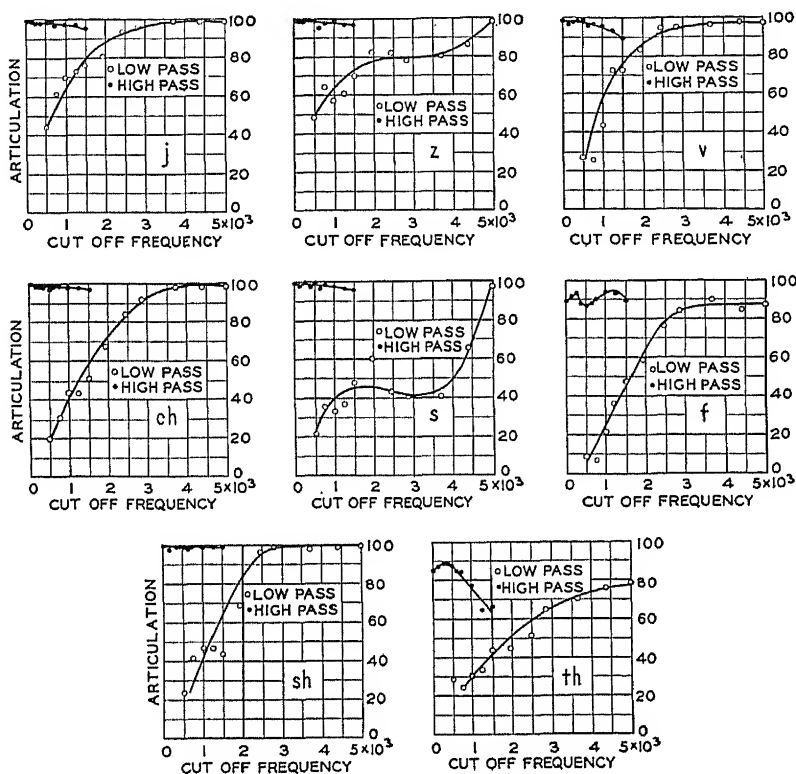 100
80
60
40
20
0
ARTICULATION
LOW PASS
HIGH PASS
j
0 1 2 3 4 5×10³
CUT OFF FREQUENCY
100
80
60
40
20
0
LOW PASS
HIGH PASS
z
0 1 2 3 4 5×10³
CUT OFF FREQUENCY
100
80
60
40
20
0
LOW PASS
HIGH PASS
v
0 1 2 3 4 5×10³
CUT OFF FREQUENCY
100
80
60
40
20
0
ARTICULATION
LOW PASS
HIGH PASS
ch
0 1 2 3 4 5×10³
CUT OFF FREQUENCY
100
80
60
40
20
0
LOW PASS
HIGH PASS
s
0 1 2 3 4 5×10³
CUT OFF FREQUENCY
100
80
60
40
20
0
LOW PASS
HIGH PASS
f
0 1 2 3 4 5×10³
CUT OFF FREQUENCY
100
80
60
40
20
0
ARTICULATION
LOW PASS
HIGH PASS
sh
0 1 2 3 4 5×10³
CUT OFF FREQUENCY
100
80
60
40
20
0
LOW PASS
HIGH PASS
th
0 1 2 3 4 5×10³
CUT OFF FREQUENCY